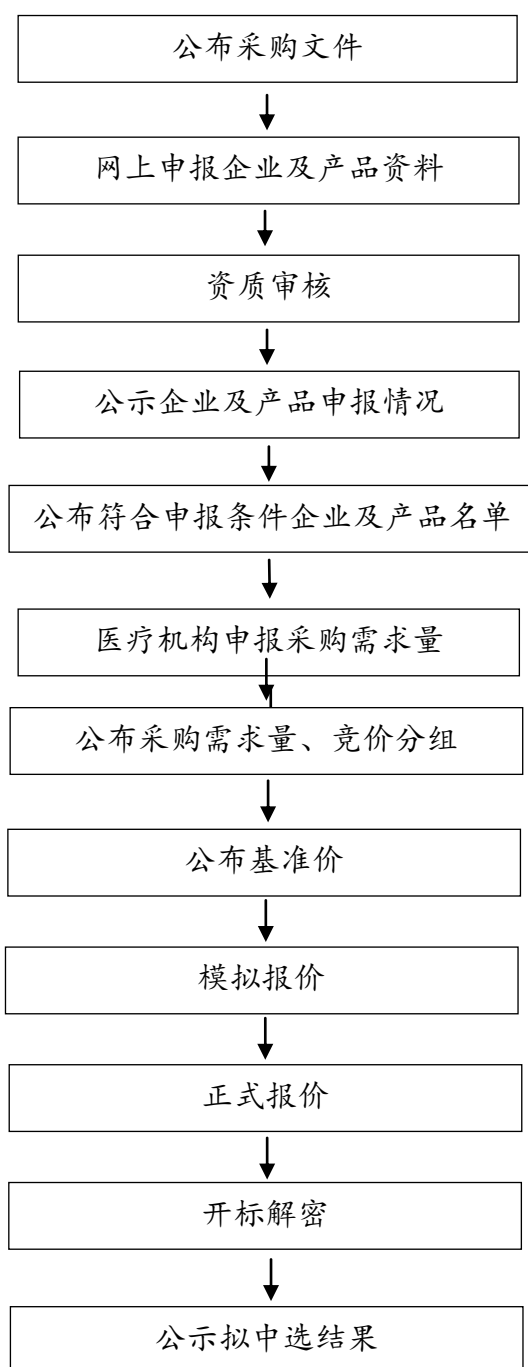 公布采购文件
网上申报企业及产品资料
资质审核
公示企业及产品申报情况
公布符合申报条件企业及产品名单
医疗机构申报采购需求量
公布采购需求量、竞价分组
公布基准价
模拟报价
正式报价
开标解密
公示拟中选结果